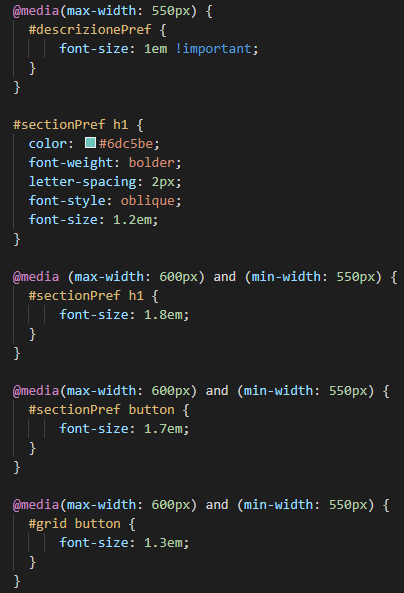 @media(max-width: 550px) {
#descrizionePref {
font-size: 1em !important;
}
}
#sectionPref h1 {
color: #6dc5be;
font-weight: bolder;
letter-spacing: 2px;
font-style: oblique;
font-size: 1.2em;
}
@media (max-width: 600px) and (min-width: 550px) {
#sectionPref h1 {
font-size: 1.8em;
}
}
@media(max-width: 600px) and (min-width: 550px) {
#sectionPref button {
font-size: 1.7em;
}
}
@media(max-width: 600px) and (min-width: 550px) {
#grid button {
font-size: 1.3em;
}
}